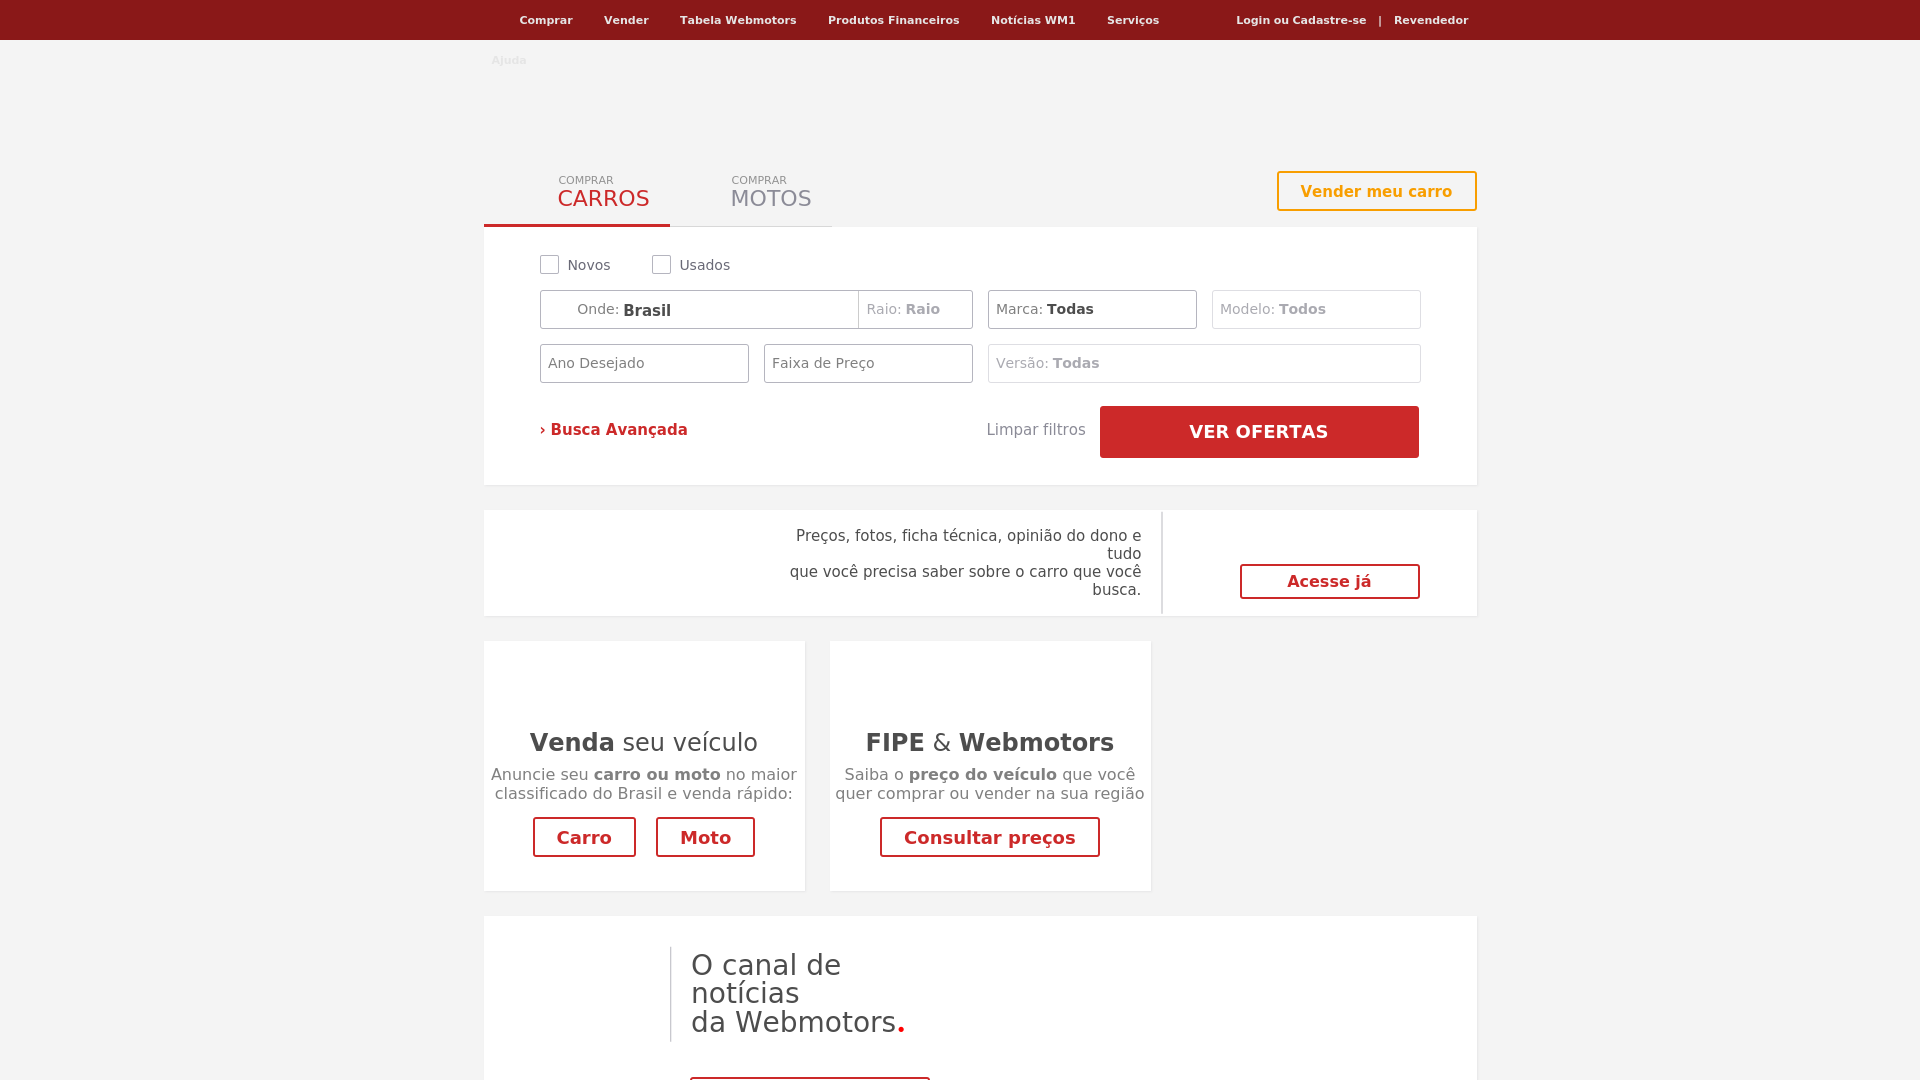 Comprar Vender Tabela Webmotors Produtos Financeiros Notícias WM1 Serviços Login ou Cadastre-se | Revendedor
Ajuda
COMPRAR
CARROS
COMPRAR
MOTOS
Vender meu carro
Novos Usados
Onde: Brasil Raio: Raio Marca: Todas Modelo: Todos
Ano Desejado Faixa de Preço Versão: Todas
› Busca Avançada Limpar filtros VER OFERTAS
Preços, fotos, ficha técnica, opinião do dono e
tudo
que você precisa saber sobre o carro que você
busca.
Acesse já
Venda seu veículo
Anuncie seu carro ou moto no maior
classificado do Brasil e venda rápido:
Carro Moto
FIPE & Webmotors
Saiba o preço do veículo que você
quer comprar ou vender na sua região
Consultar preços
O canal de
notícias
da Webmotors.